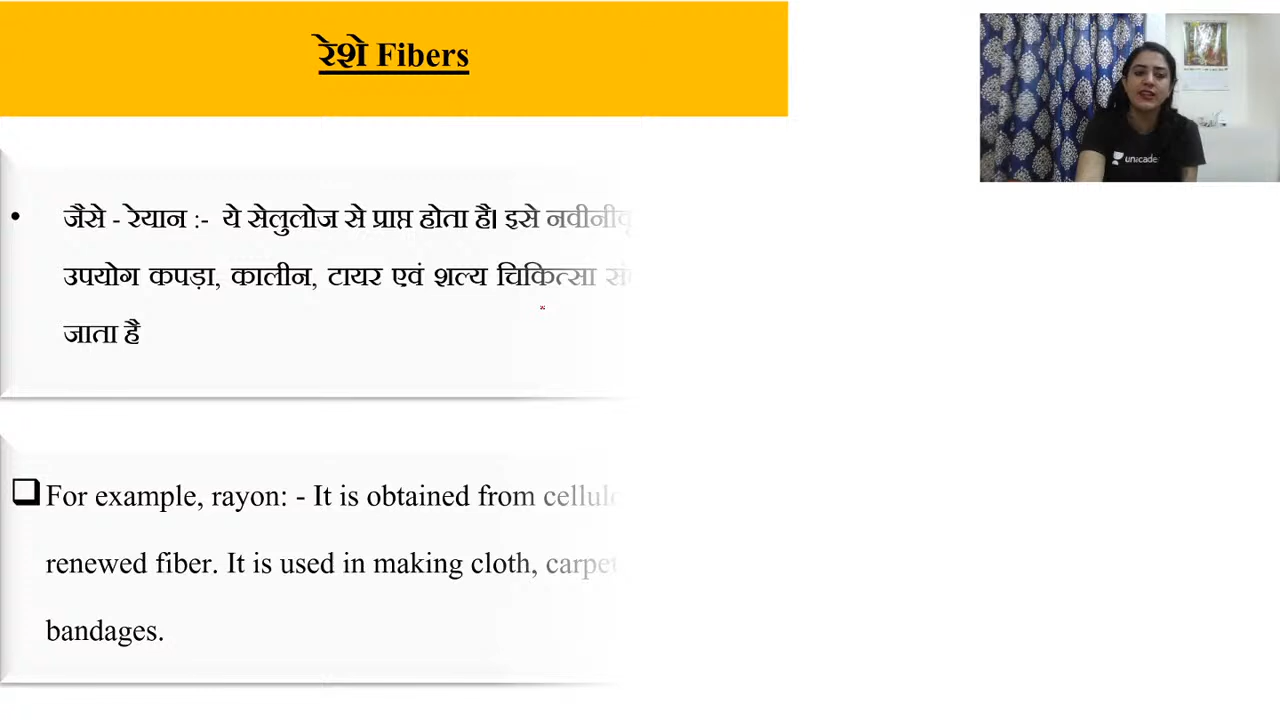 रेशे Fibers
• जैसे - रेयान :- ये सेलुलोज से प्राप्त होता है। इसे
उपयोग कपड़ा, कालीन, टायर एवं शल्य चिकित्सा
जाता है
❑ For example, rayon: - It is obtained from
renewed fiber. It is used in making cloth,
bandages.